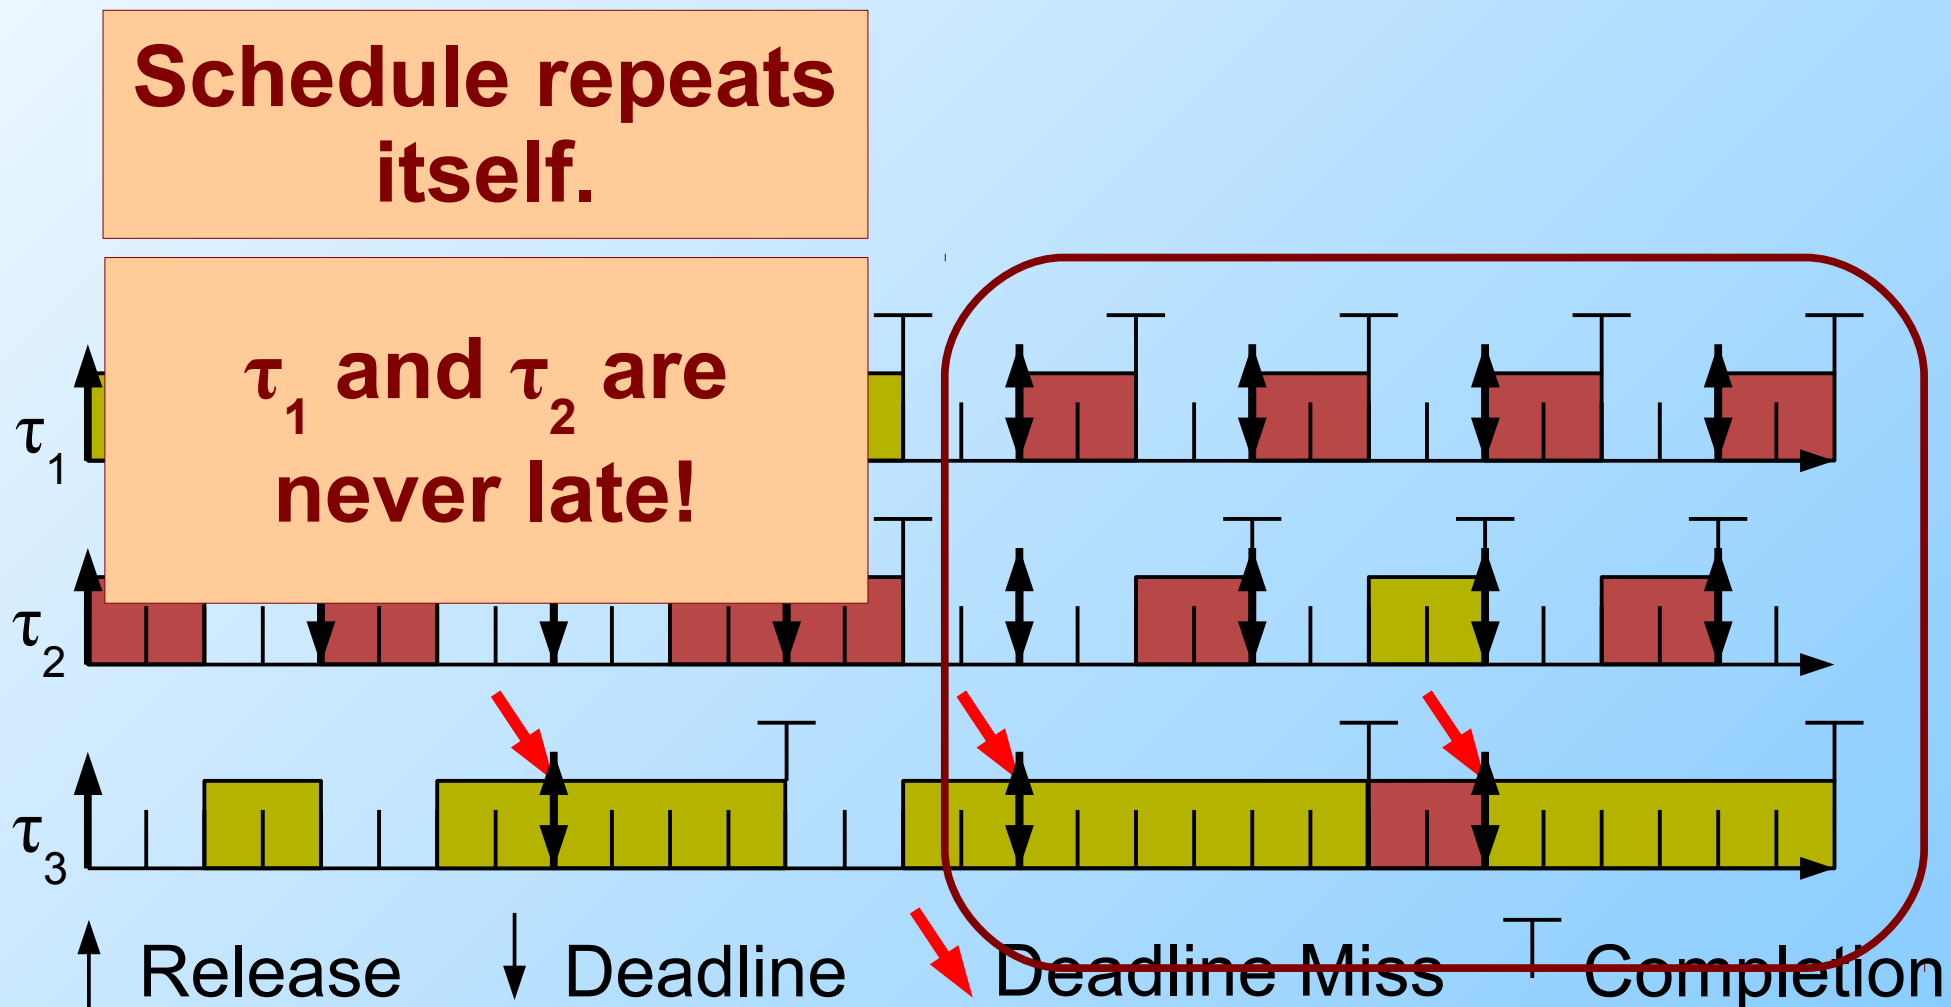 Schedule repeats
itself.
τ1 and τ2 are
never late!
τ1
τ2
τ3
Release
Deadline
Deadline Miss
Completion